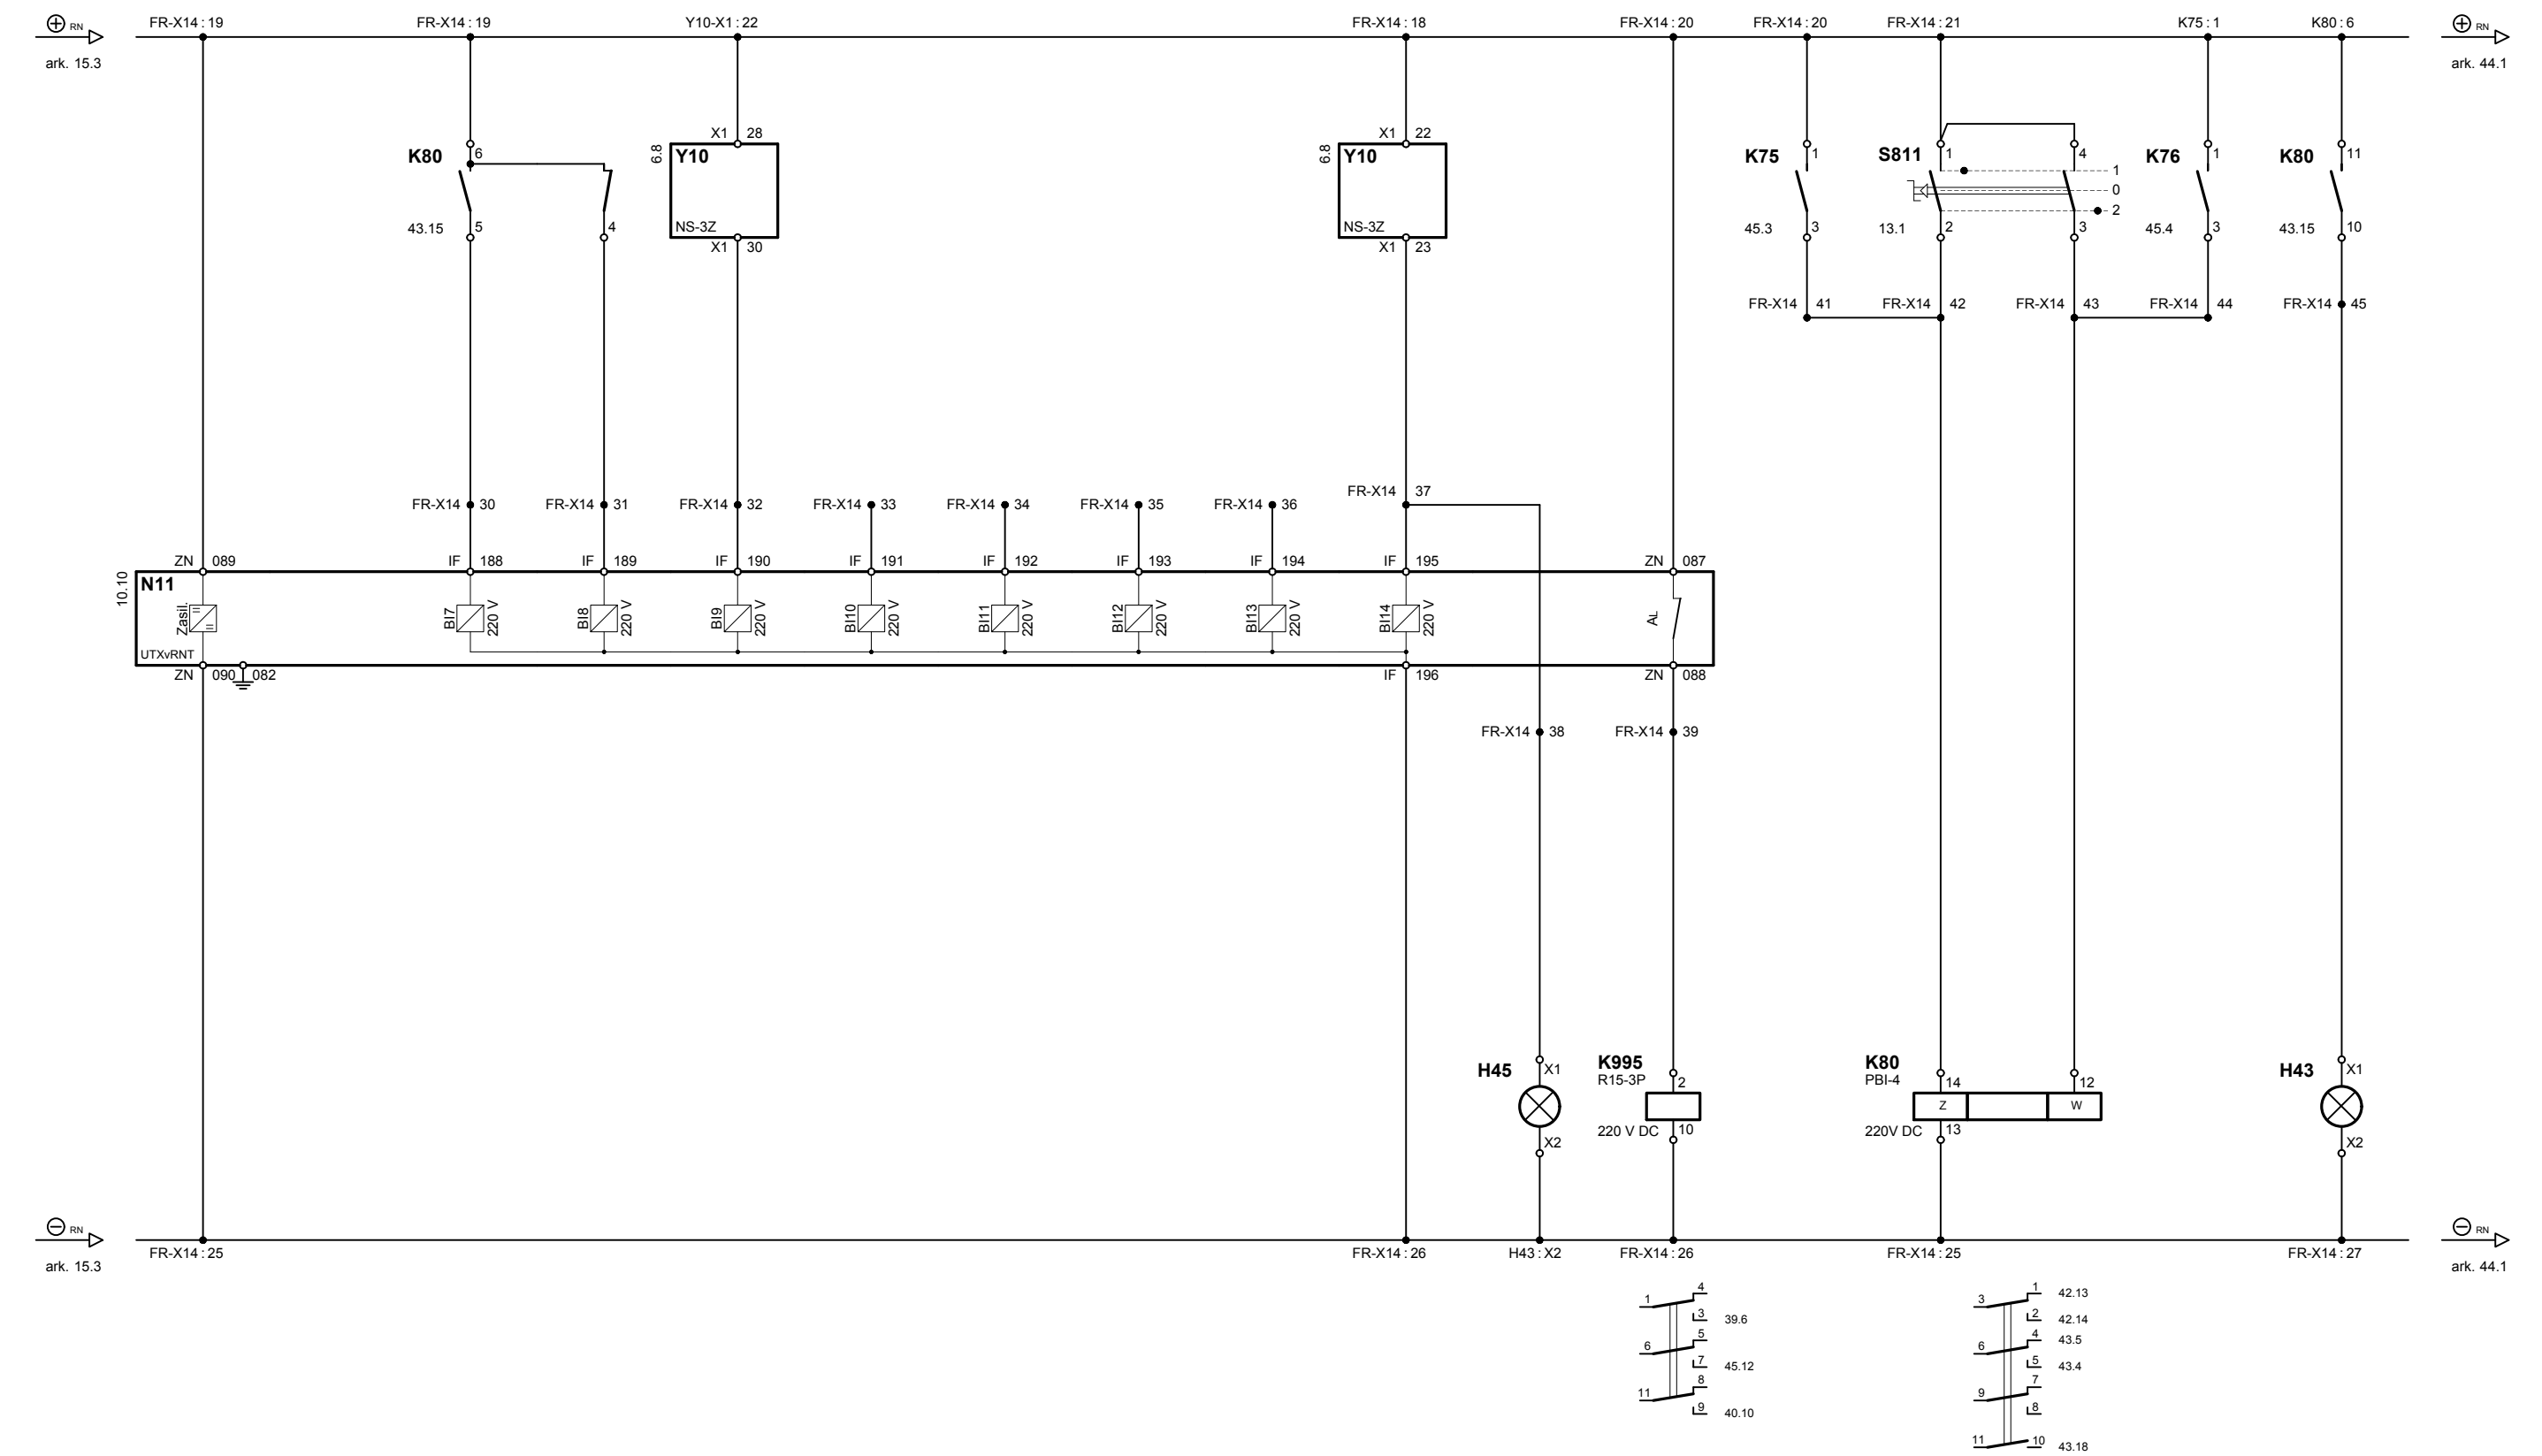 FR-X14 : 19 FR-X14 : 19 Y10-X1 : 22 FR-X14 : 18 FR-X14 : 20 FR-X14 : 20 FR-X14 : 21 K75 : 1 K80 : 6
+ RN + RN
ark. 15.3 ark. 44.1
X1 28 X1 22
K80 6 6.8 Y10 6.8 Y10 K75 1 S811 1 4 K76 1 K80 11
1
0
2
43.15 5 4 NS-3Z NS-3Z 45.3 3 13.1 2 3 45.4 3 43.15 10
X1 30 X1 23
FR-X14 41 FR-X14 42 FR-X14 43 FR-X14 44 FR-X14 45
FR-X14 37
FR-X14 30 FR-X14 31 FR-X14 32 FR-X14 33 FR-X14 34 FR-X14 35 FR-X14 36
ZN 089 IF 188 IF 189 IF 190 IF 191 IF 192 IF 193 IF 194 IF 195 ZN 087
10.10 N11
Zasil. BI7 220 V BI8 220 V BI9 220 V BI10 220 V BI11 220 V BI12 220 V BI13 220 V BI14 220 V AL
UTXvRNT
ZN 090 082 IF 196 ZN 088
FR-X14 38 FR-X14 39
H45 X1 K995 K80 H43 X1
R15-3P 2 PBI-4 14 12
Z W
220 V DC 10 220V DC 13
X2 X2
− RN − RN
FR-X14 : 25 FR-X14 : 26 H43 : X2 FR-X14 : 26 FR-X14 : 25 FR-X14 : 27
ark. 15.3 ark. 44.1
1 4 3 1 42.13
3 39.6 2 42.14
6 5 6 4 43.5
7 45.12 5 43.4
11 8 9 7
9 40.10 8
11 10 43.18